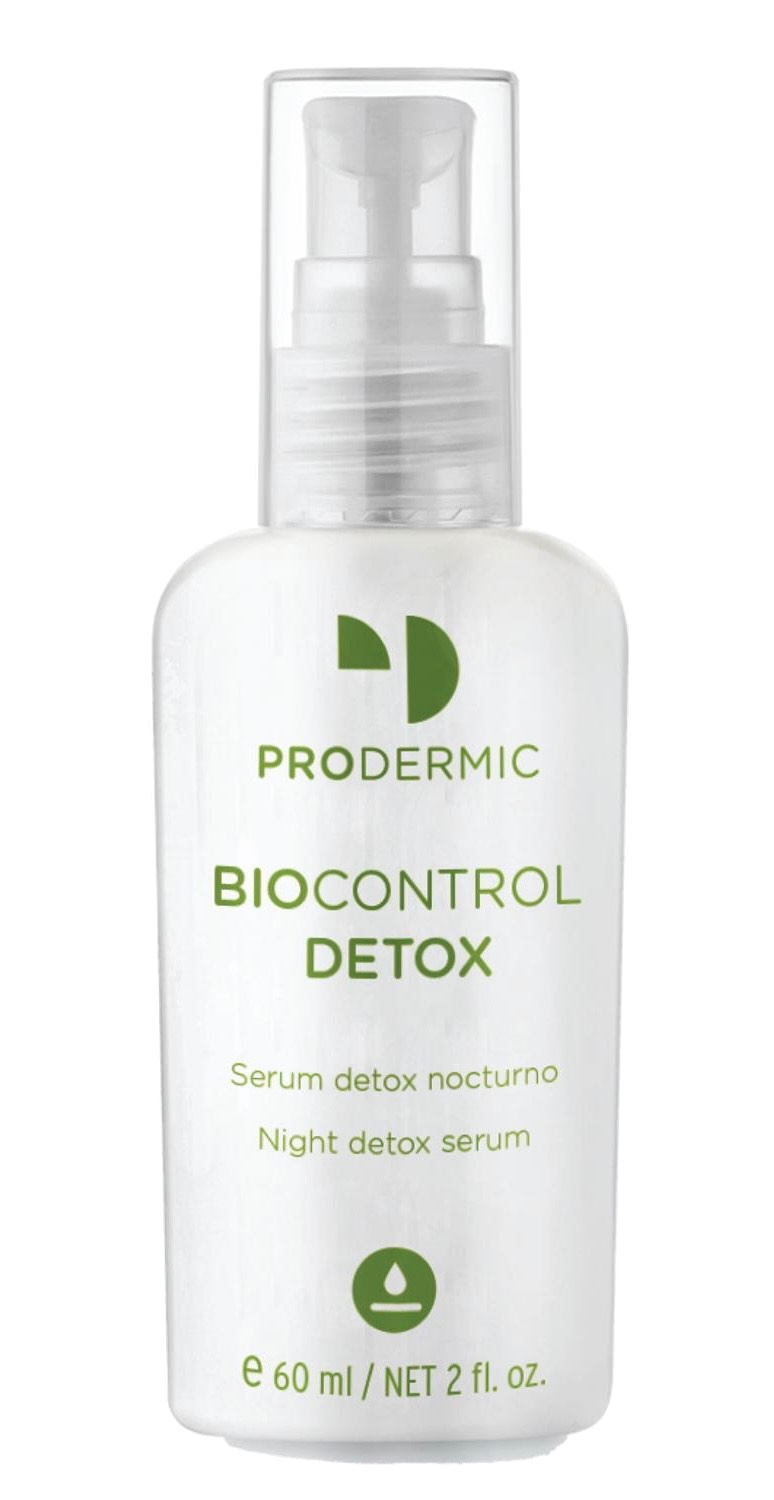 PRODERMIC
BIOCONTROL
DETOX
Serum detox nocturno
Night detox serum
e 60 ml / NET 2 fl. oz.